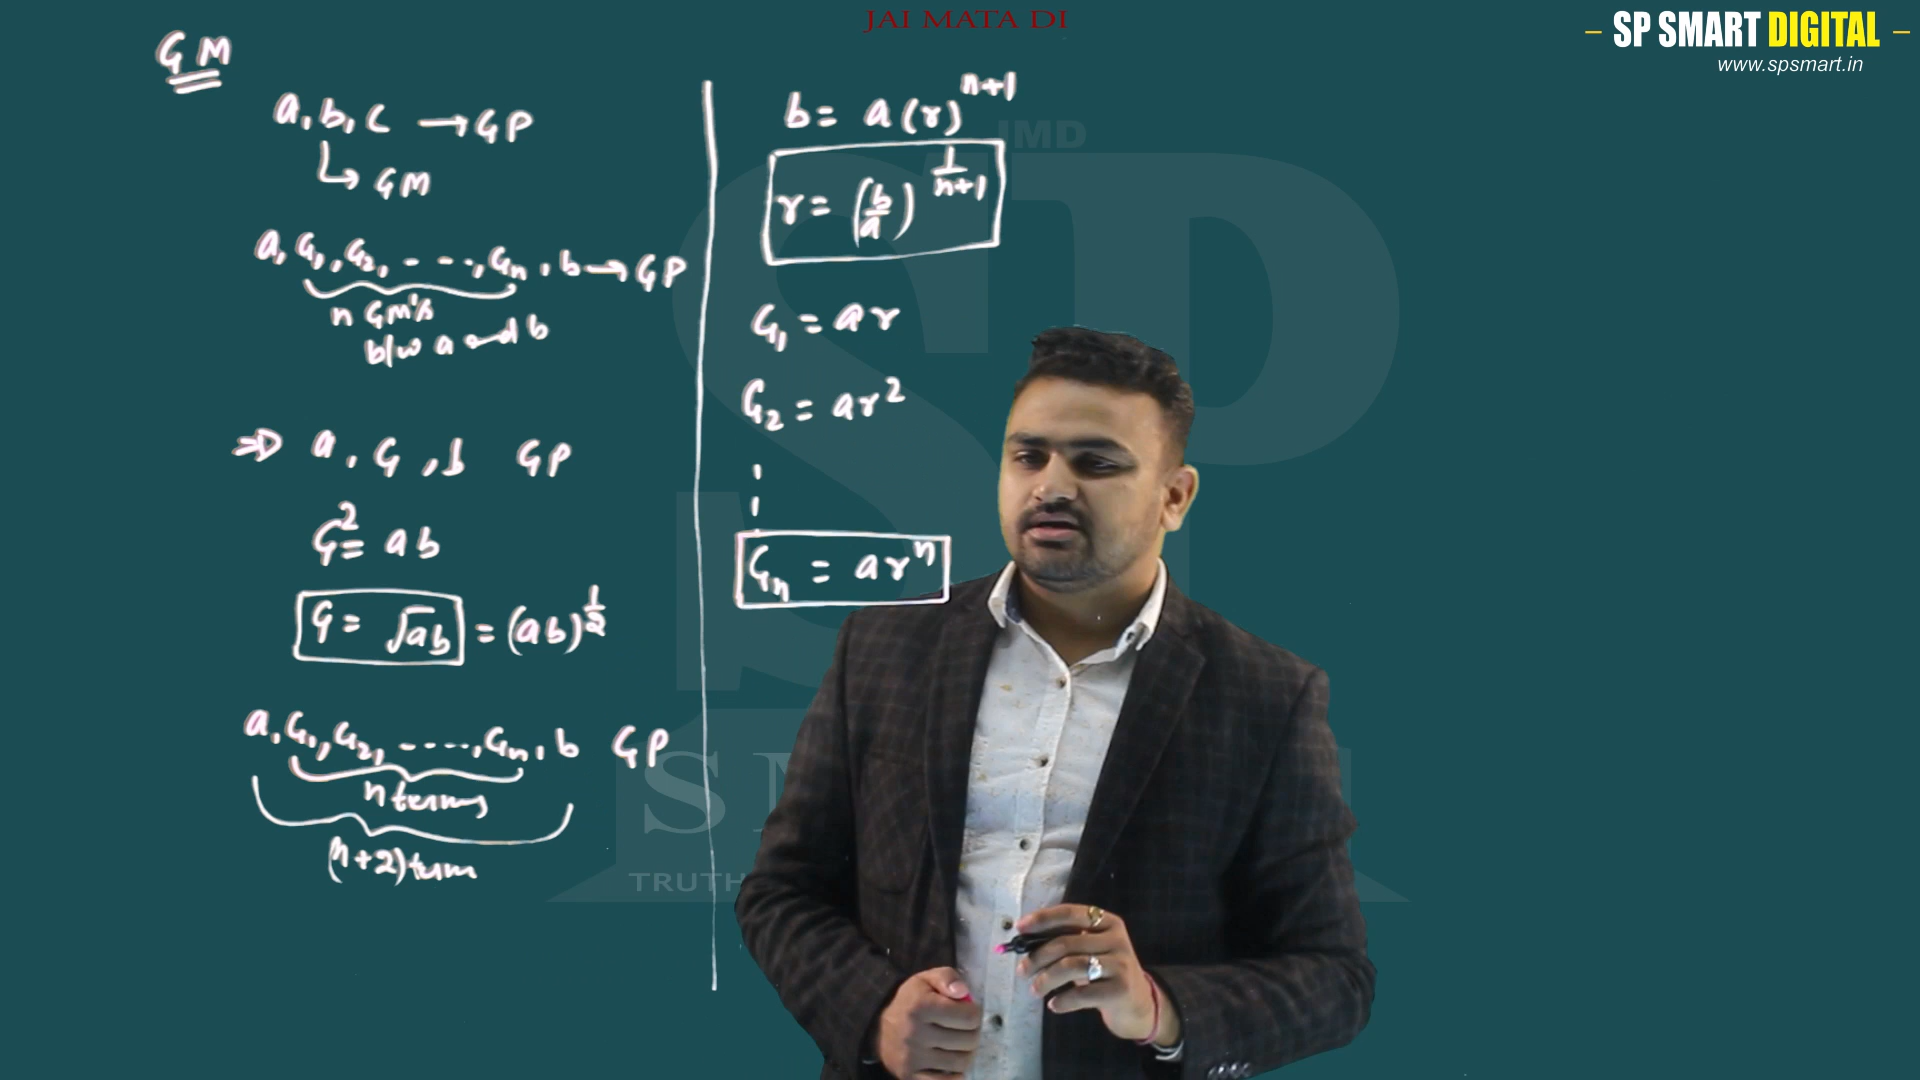 JAI MATA DI
– SP SMART DIGITAL –
www.spsmart.in
GM
a, b, c → GP
↳ GM
a, G₁, G₂, - - - -, Gₙ, b → GP
n GM's
b/w a and b
⇒ a, G, b GP
G² = ab
G = √ab = (ab)^(1/2)
a, G₁, G₂, - - - -, Gₙ, b GP
n terms
(n+2) term
b = a(r)^(n+1)
r = (b/a)^(1/(n+1))
G₁ = ar
G₂ = ar²
Gₙ = arⁿ
JMD
TRUTH